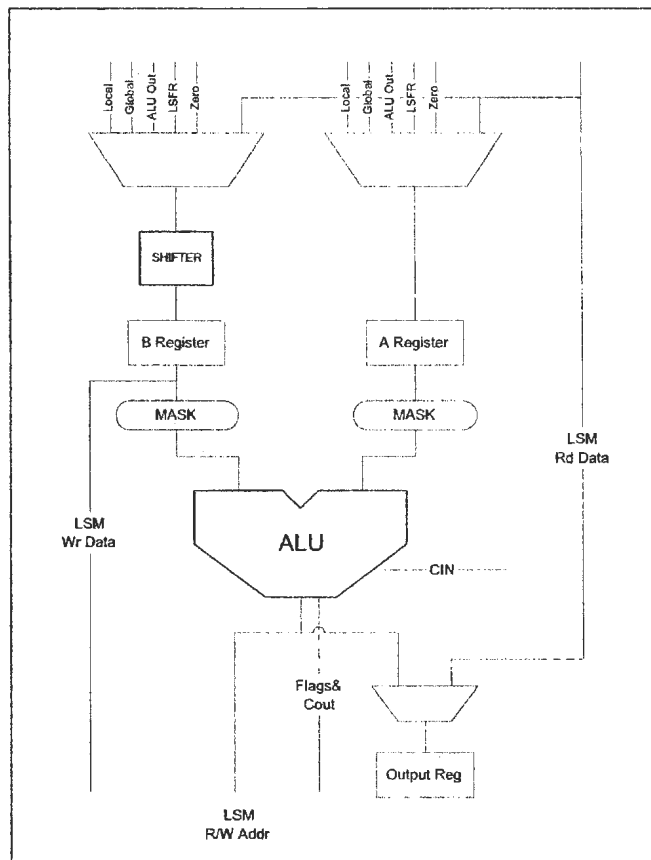 Local
Global
ALU Out
LSFR
Zero
Local
Global
ALU Out
LSFR
Zero
SHIFTER
B Register
A Register
MASK
MASK
LSM
Rd Data
LSM
Wr Data
ALU
CIN
Flags&
Cout
Output Reg
LSM
R/W Addr